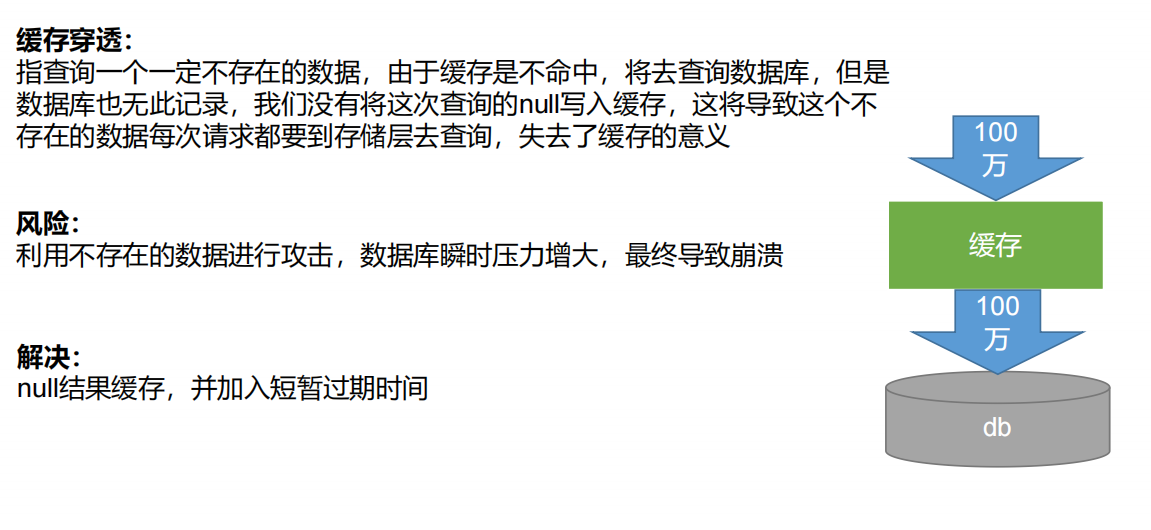 缓存穿透：
指查询一个一定不存在的数据，由于缓存是不命中，将去查询数据库，但是
数据库也无此记录，我们没有将这次查询的null写入缓存，这将导致这个不
存在的数据每次请求都要到存储层去查询，失去了缓存的意义
风险：
利用不存在的数据进行攻击，数据库瞬时压力增大，最终导致崩溃
解决：
null结果缓存，并加入短暂过期时间
100
万
缓存
100
万
db